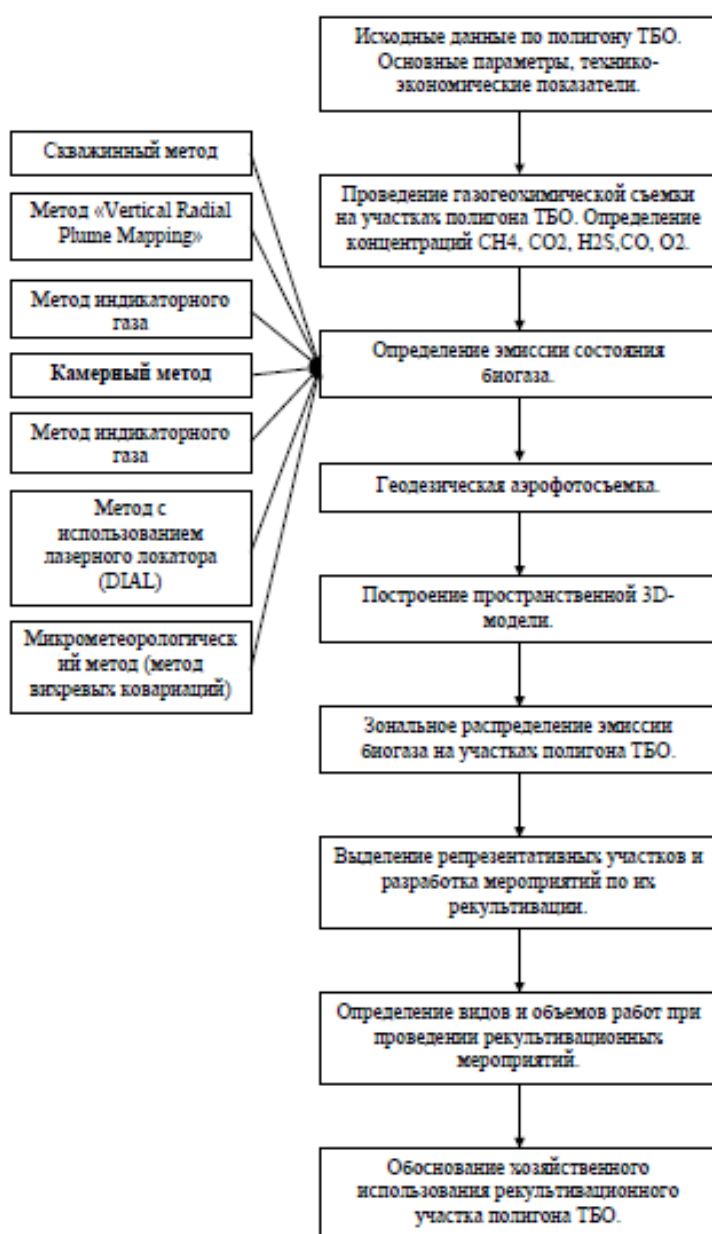 Исходные данные по полигону ТБО.
Основные параметры, технико-
экономические показатели.
Скважинный метод
Метод «Vertical Radial
Plume Mapping»
Метод индикаторного
газа
Камерный метод
Метод индикаторного
газа
Метод с
использованием
лазерного локатора
(DIAL)
Микрометеорологическ
ий метод (метод
вихревых ковариаций)
Проведение газогеохимической съемки
на участках полигона ТБО. Определение
концентраций CH4, CO2, H2S,CO, O2.
Определение эмиссии состояния
биогаза.
Геодезическая аэрофотосъемка.
Построение пространственной 3D-
модели.
Зональное распределение эмиссии
биогаза на участках полигона ТБО.
Выделение репрезентативных участков и
разработка мероприятий по их
рекультивации.
Определение видов и объемов работ при
проведении рекультивационных
мероприятий.
Обоснование хозяйственного
использования рекультивационного
участка полигона ТБО.